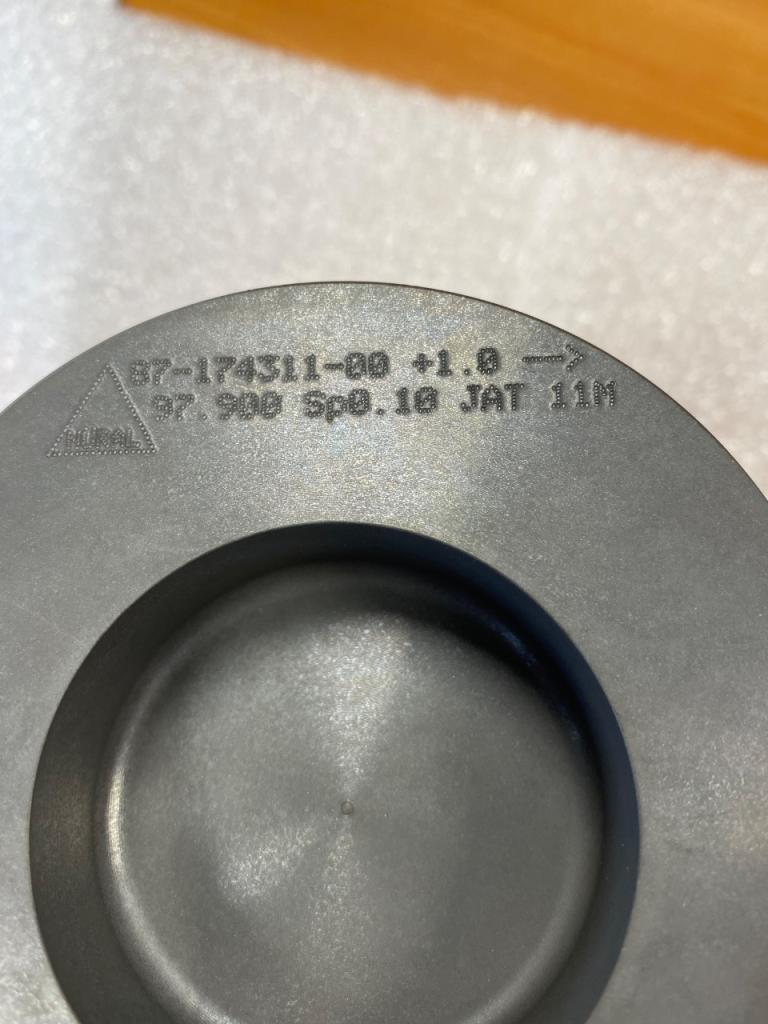 87-174311-00 +1.0 -->
97.900 Sp0.10 JAT 11M
NURAL